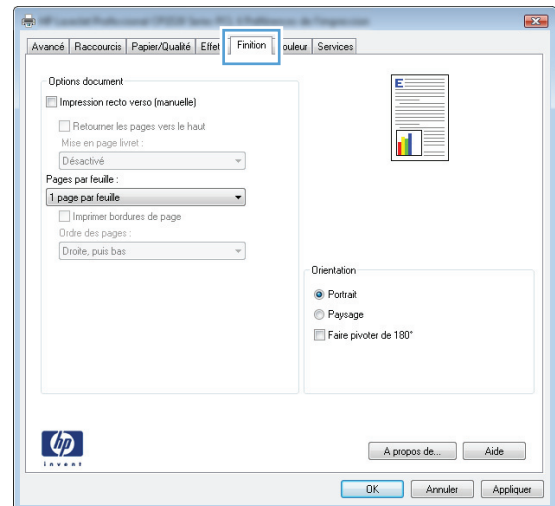 Avancé Raccourcis Papier/Qualité Effet Finition ouleur Services
Options document
Impression recto verso (manuelle)
Retourner les pages vers le haut
Mise en page livret :
Désactivé
Pages par feuille :
1 page par feuille
Imprimer bordures de page
Ordre des pages :
Droite, puis bas
E
Orientation
Portrait
Paysage
Faire pivoter de 180°
hp
invent
A propos de... Aide
OK Annuler Appliquer